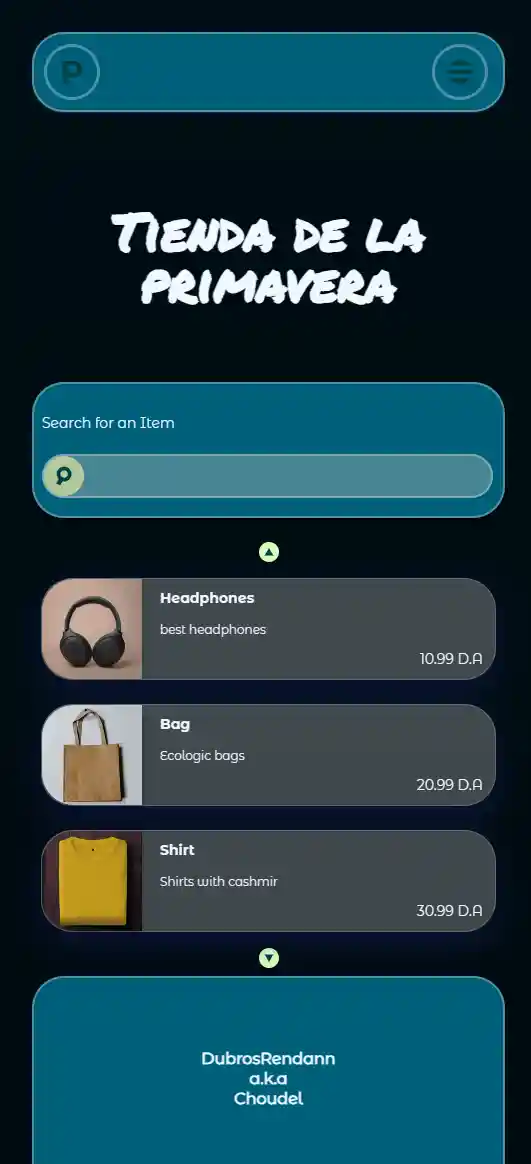 P
Tienda de la
primavera
Search for an Item
Headphones
best headphones
10.99 D.A
Bag
Ecologic bags
20.99 D.A
Shirt
Shirts with cashmir
30.99 D.A
DubrosRendann
a.k.a
Choudel